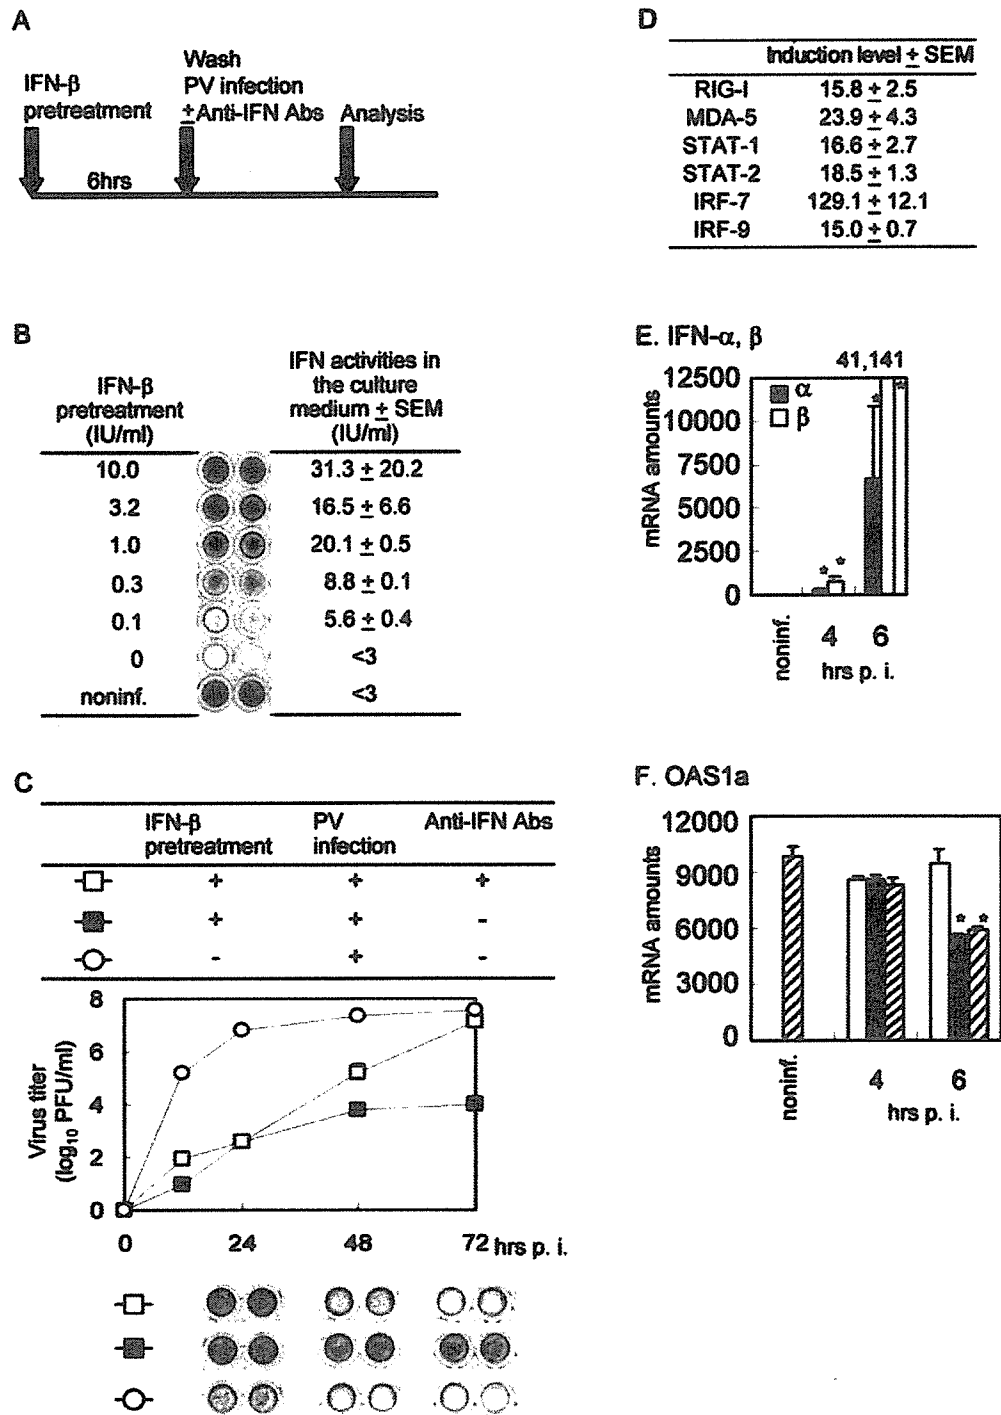 A
IFN-β
pretreatment
Wash
PV infection
±Anti-IFN Abs
Analysis
6hrs
B
IFN-β
pretreatment
(IU/ml)
IFN activities in
the culture
medium ± SEM
(IU/ml)
10.0 31.3 ± 20.2
3.2 16.5 ± 6.6
1.0 20.1 ± 0.5
0.3 8.8 ± 0.1
0.1 5.6 ± 0.4
0 <3
noninf. <3
C
IFN-β
pretreatment
PV
infection
Anti-IFN Abs
+ + +
+ + -
- + -
Virus titer
(log10 PFU/ml)
8
6
4
2
0
0 24 48 72 hrs p. i.
D
Induction level ± SEM
RIG-I 15.8 ± 2.5
MDA-5 23.9 ± 4.3
STAT-1 16.6 ± 2.7
STAT-2 18.5 ± 1.3
IRF-7 129.1 ± 12.1
IRF-9 15.0 ± 0.7
E. IFN-α, β
41,141
mRNA amounts
12500
10000
7500
5000
2500
0
α
β
* *
* *
noninf. 4 6
hrs p. i.
F. OAS1a
mRNA amounts
12000
9000
6000
3000
0
* *
noninf. 4 6
hrs p. i.